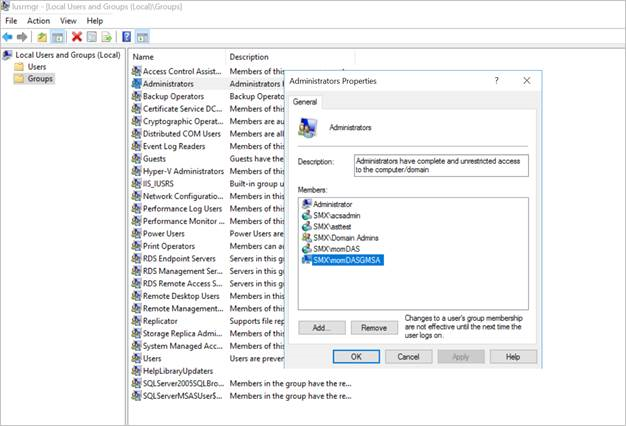 lusrmgr - [Local Users and Groups (Local)\Groups]
File Action View Help
Local Users and Groups (Local)
Users
Groups
Name Description
Access Control Assist... Members of this
Administrators Administrators
Backup Operators Backup Operato
Certificate Service DC... Members of this
Cryptographic Operat... Members are au
Distributed COM Users Members are all
Event Log Readers Members of this
Guests Guests have the
Hyper-V Administrators Members of this
IIS_IUSRS Built-in group u
Network Configuratio... Members in this
Performance Log Users Members of this
Performance Monitor ... Members of this
Power Users Power Users are
Print Operators Members can a
RDS Endpoint Servers Servers in this g
RDS Management Ser... Servers in this g
RDS Remote Access S... Servers in this g
Remote Desktop Users Members in this
Remote Management... Members of this
Replicator Supports file rep
Storage Replica Admi... Members of this
System Managed Acc... Members of this
Users Users are preven
HelpLibraryUpdaters
SQLServer2005SQLBro... Members in the group have the re...
SQLServerMSASUser$... Members in the group have the re...
Administrators Properties
General
Administrators
Description:
Administrators have complete and unrestricted access
to the computer/domain
Members:
Administrator
SMX\acsadmin
SMX\asttest
SMX\Domain Admins
SMX\momDAS
SMX\momDASGMSA
Add... Remove
Changes to a user's group membership
are not effective until the next time the
user logs on.
OK Cancel Apply Help